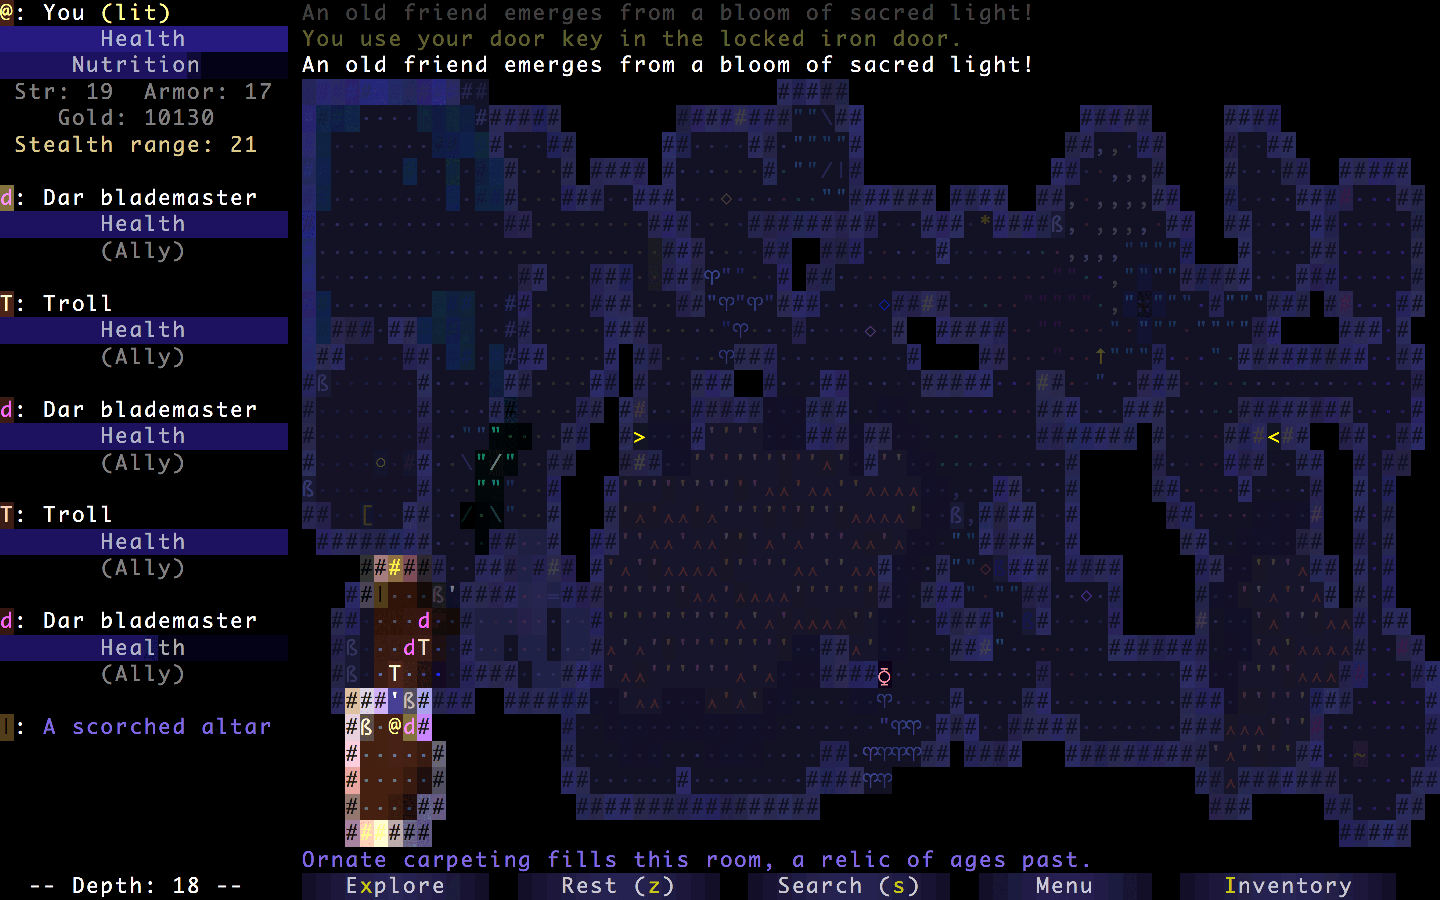 @: You (lit)
Health
Nutrition
Str: 19  Armor: 17
Gold: 10130
Stealth range: 21
d: Dar blademaster
Health
(Ally)
T: Troll
Health
(Ally)
d: Dar blademaster
Health
(Ally)
T: Troll
Health
(Ally)
d: Dar blademaster
Health
(Ally)
|: A scorched altar
-- Depth: 18 --
An old friend emerges from a bloom of sacred light!
You use your door key in the locked iron door.
An old friend emerges from a bloom of sacred light!
Ornate carpeting fills this room, a relic of ages past.
Explore
Rest (z)
Search (s)
Menu
Inventory